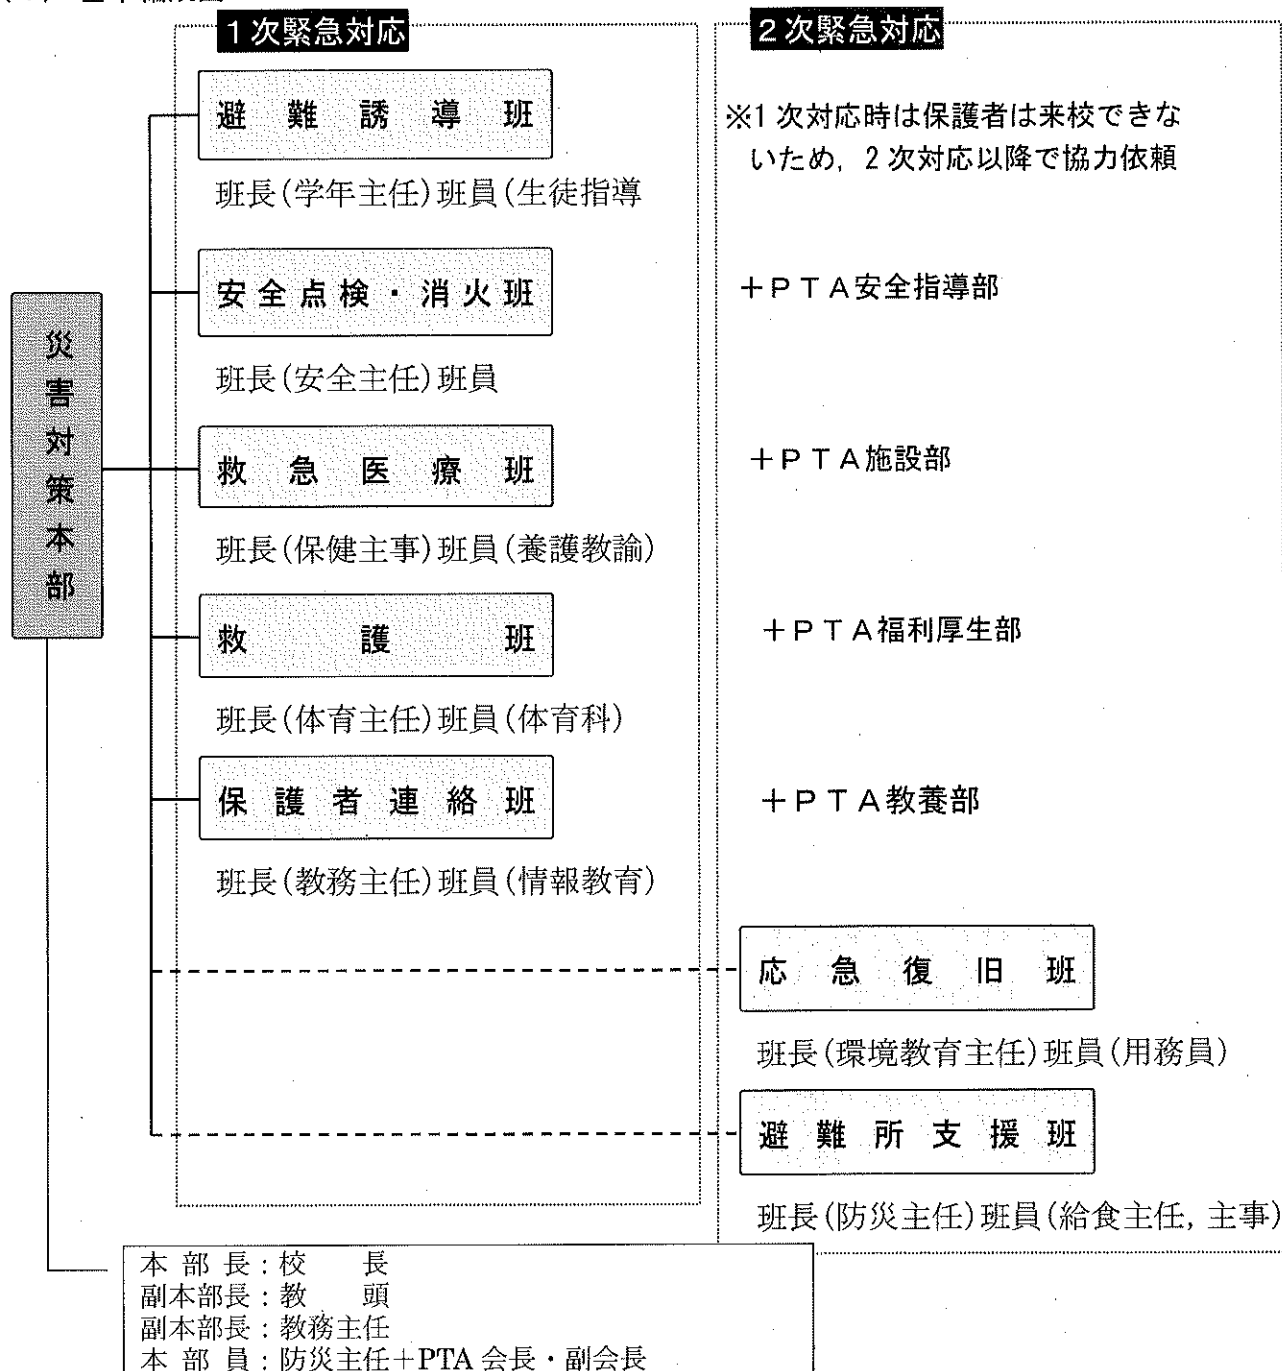 1次緊急対応
2次緊急対応
避難誘導班
※1次対応時は保護者は来校できな
いため，2次対応以降で協力依頼
班長(学年主任)班員(生徒指導
安全点検・消火班
＋ＰＴＡ安全指導部
班長(安全主任)班員
災害対策本部
救急医療班
＋ＰＴＡ施設部
班長(保健主事)班員(養護教諭)
救護班
＋ＰＴＡ福利厚生部
班長(体育主任)班員(体育科)
保護者連絡班
＋ＰＴＡ教養部
班長(教務主任)班員(情報教育)
応急復旧班
班長(環境教育主任)班員(用務員)
避難所支援班
班長(防災主任)班員(給食主任，主事)
本部長：校長
副本部長：教頭
副本部長：教務主任
本部員：防災主任＋PTA会長・副会長